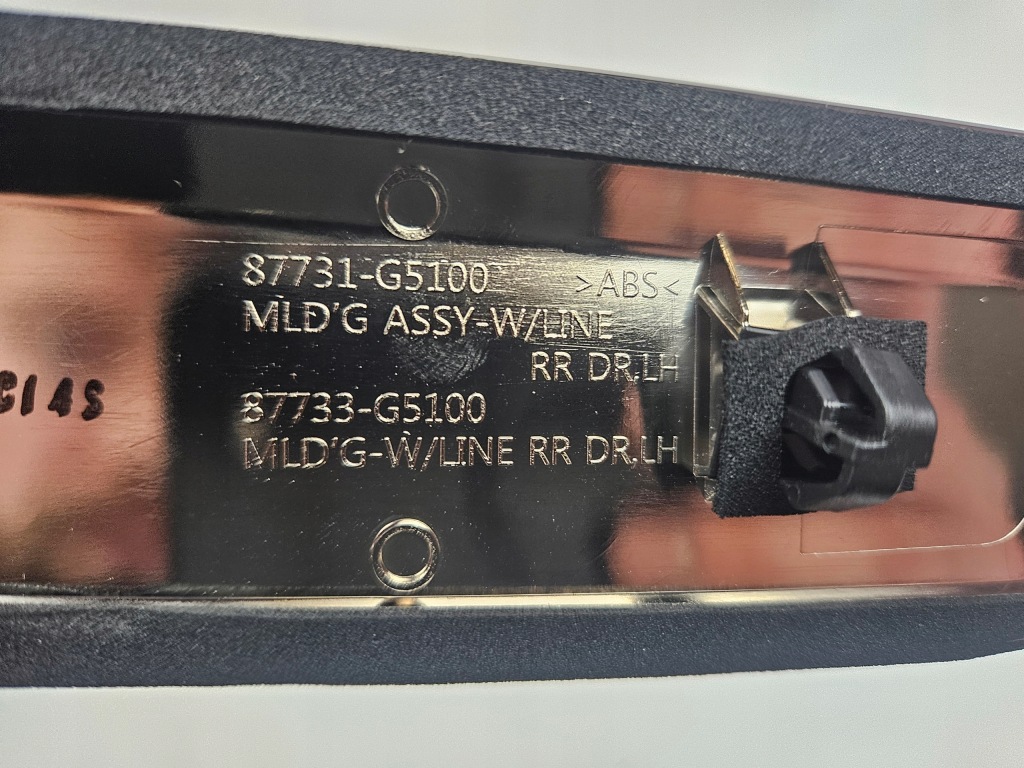 87731-G5100 >ABS<
MLD'G ASSY-W/LINE
RR DR,LH
87733-G5100
MLD'G-W/LINE RR DR,LH